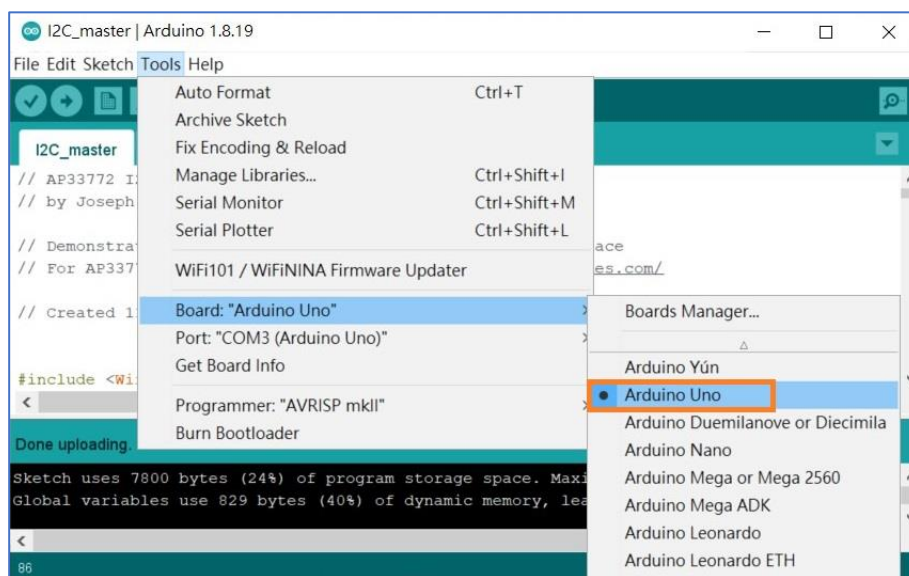 I2C_master | Arduino 1.8.19
File Edit Sketch Tools Help
I2C_master
// AP33772 I
// by Joseph
// Demonstra
ace
// For AP337
es.com/
// Created 1
#include <Wi
Auto Format Ctrl+T
Archive Sketch
Fix Encoding & Reload
Manage Libraries... Ctrl+Shift+I
Serial Monitor Ctrl+Shift+M
Serial Plotter Ctrl+Shift+L
WiFi101 / WiFiNINA Firmware Updater
Board: "Arduino Uno"
Port: "COM3 (Arduino Uno)"
Get Board Info
Programmer: "AVRISP mkII"
Burn Bootloader
Boards Manager...
Arduino Yún
Arduino Uno
Arduino Duemilanove or Diecimila
Arduino Nano
Arduino Mega or Mega 2560
Arduino Mega ADK
Arduino Leonardo
Arduino Leonardo ETH
Done uploading.
Sketch uses 7800 bytes (24%) of program storage space. Maxi
Global variables use 829 bytes (40%) of dynamic memory, lea
86